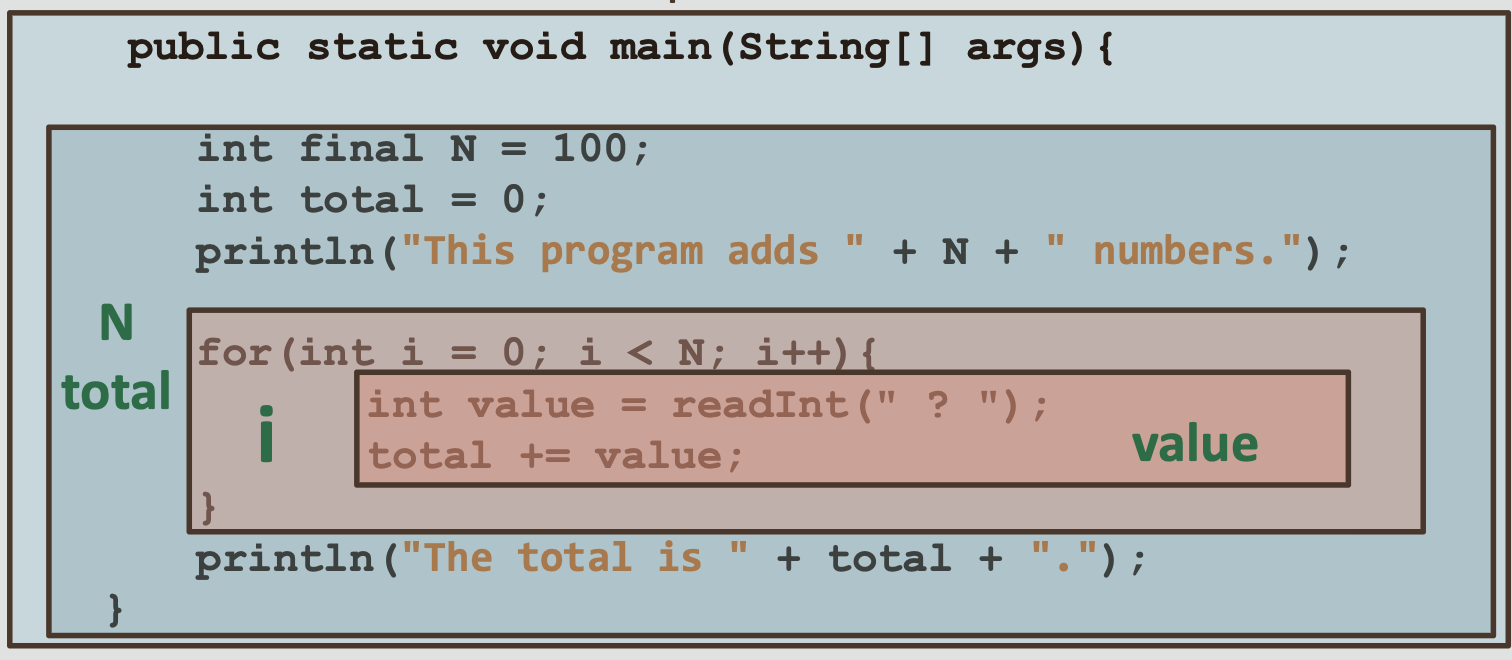 public static void main(String[] args){
int final N = 100;
int total = 0;
println("This program adds " + N + " numbers.");
N
total
for(int i = 0; i < N; i++){
i
int value = readInt(" ? ");
total += value;
value
}
println("The total is " + total + ".");
}